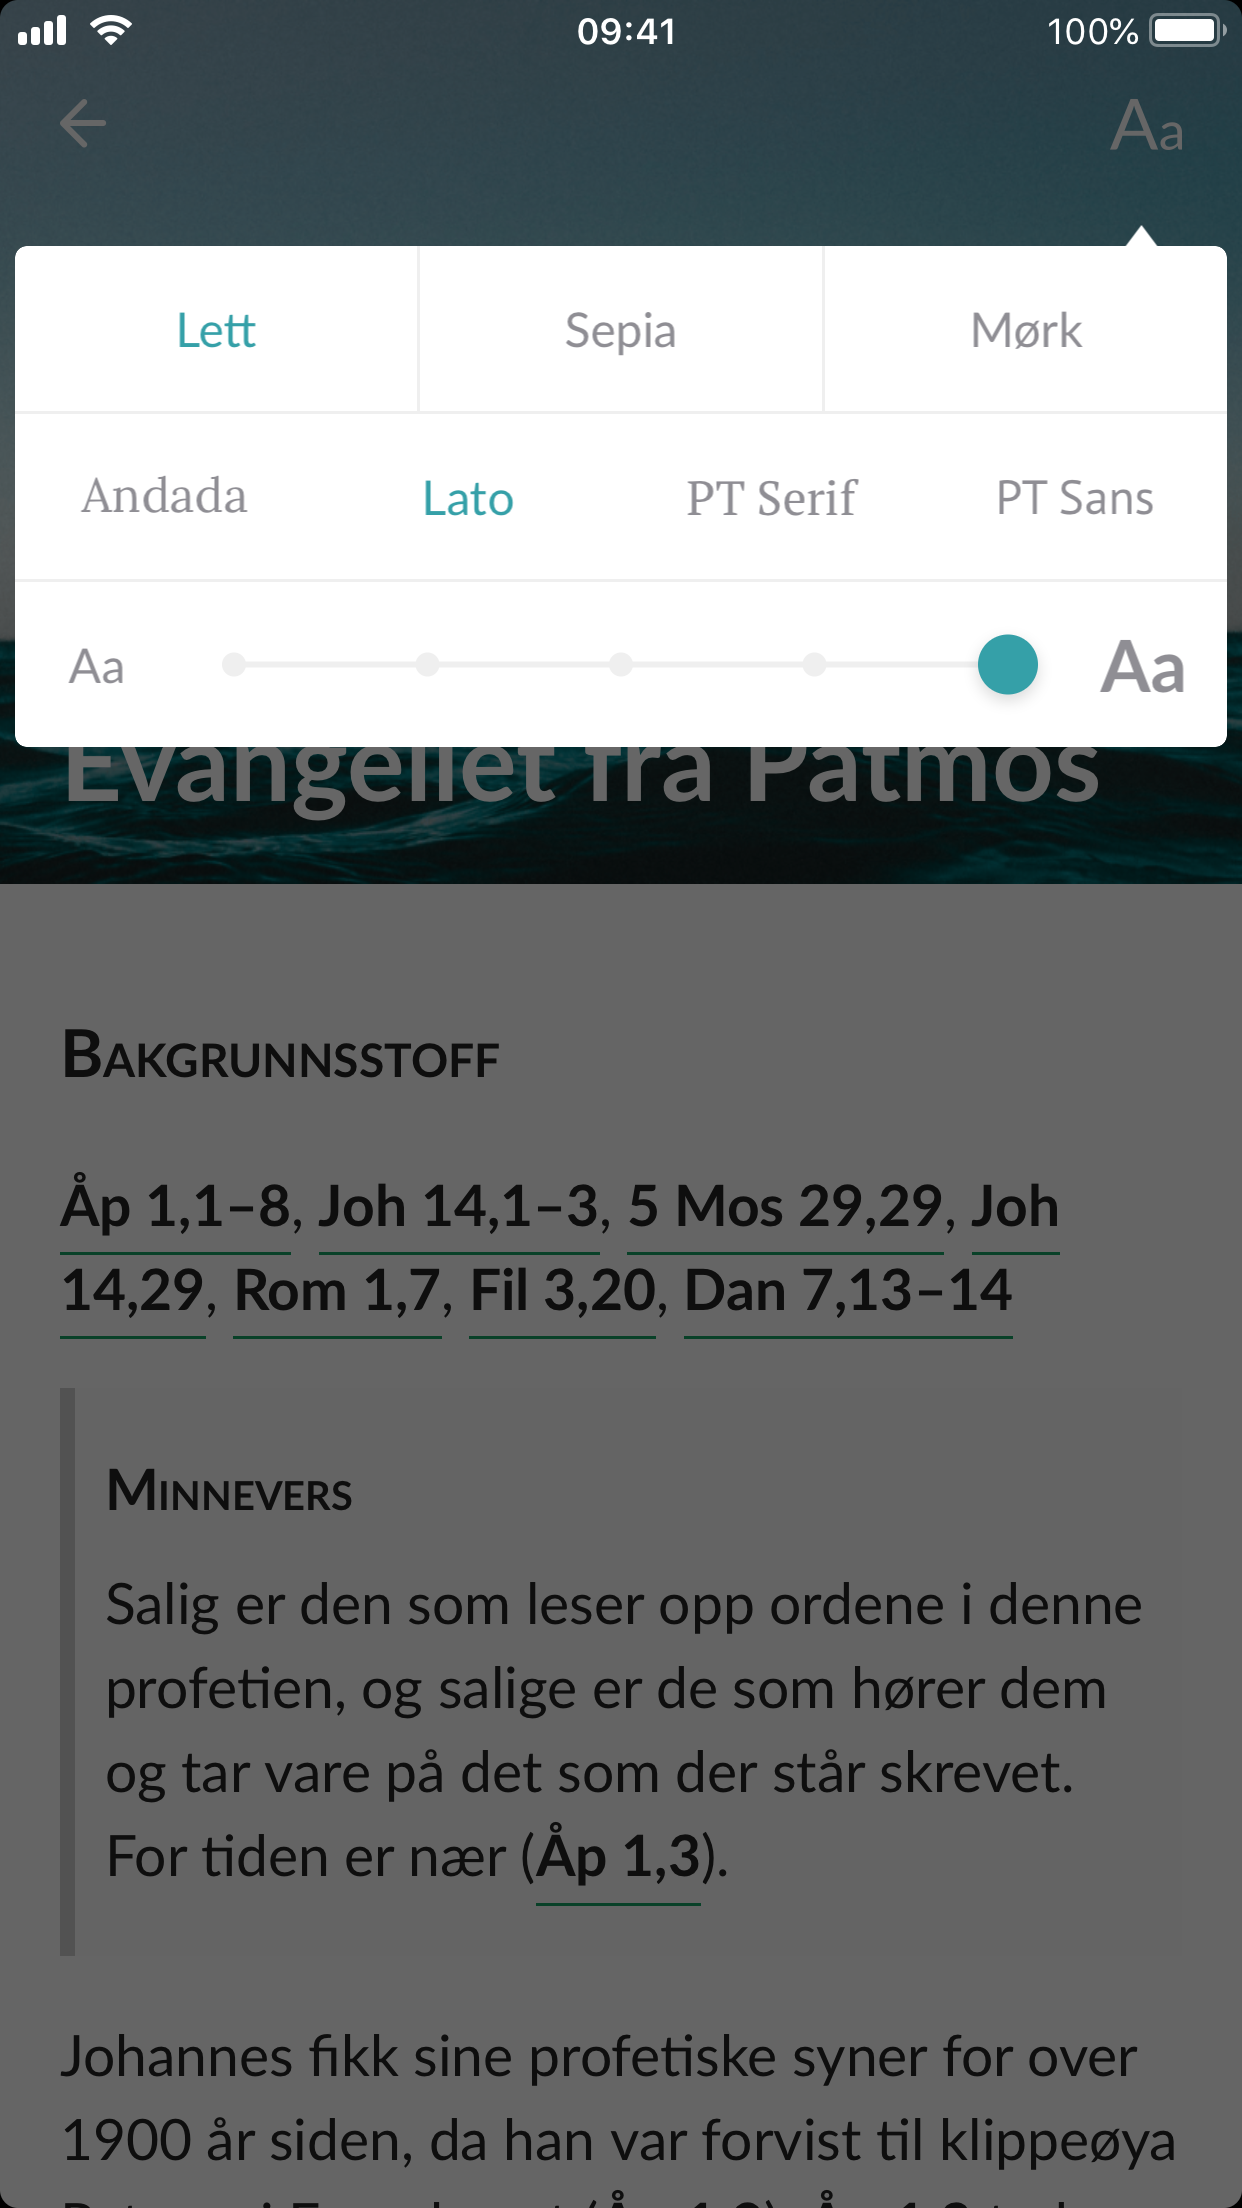 09:41
100%
Aa
Lett Sepia Mørk
Andada Lato PT Serif PT Sans
Aa Aa
Evangeliet fra Patmos
Bakgrunnsstoff
Åp 1,1–8, Joh 14,1–3, 5 Mos 29,29, Joh
14,29, Rom 1,7, Fil 3,20, Dan 7,13–14
Minnevers
Salig er den som leser opp ordene i denne
profetien, og salige er de som hører dem
og tar vare på det som der står skrevet.
For tiden er nær (Åp 1,3).
Johannes fikk sine profetiske syner for over
1900 år siden, da han var forvist til klippeøya